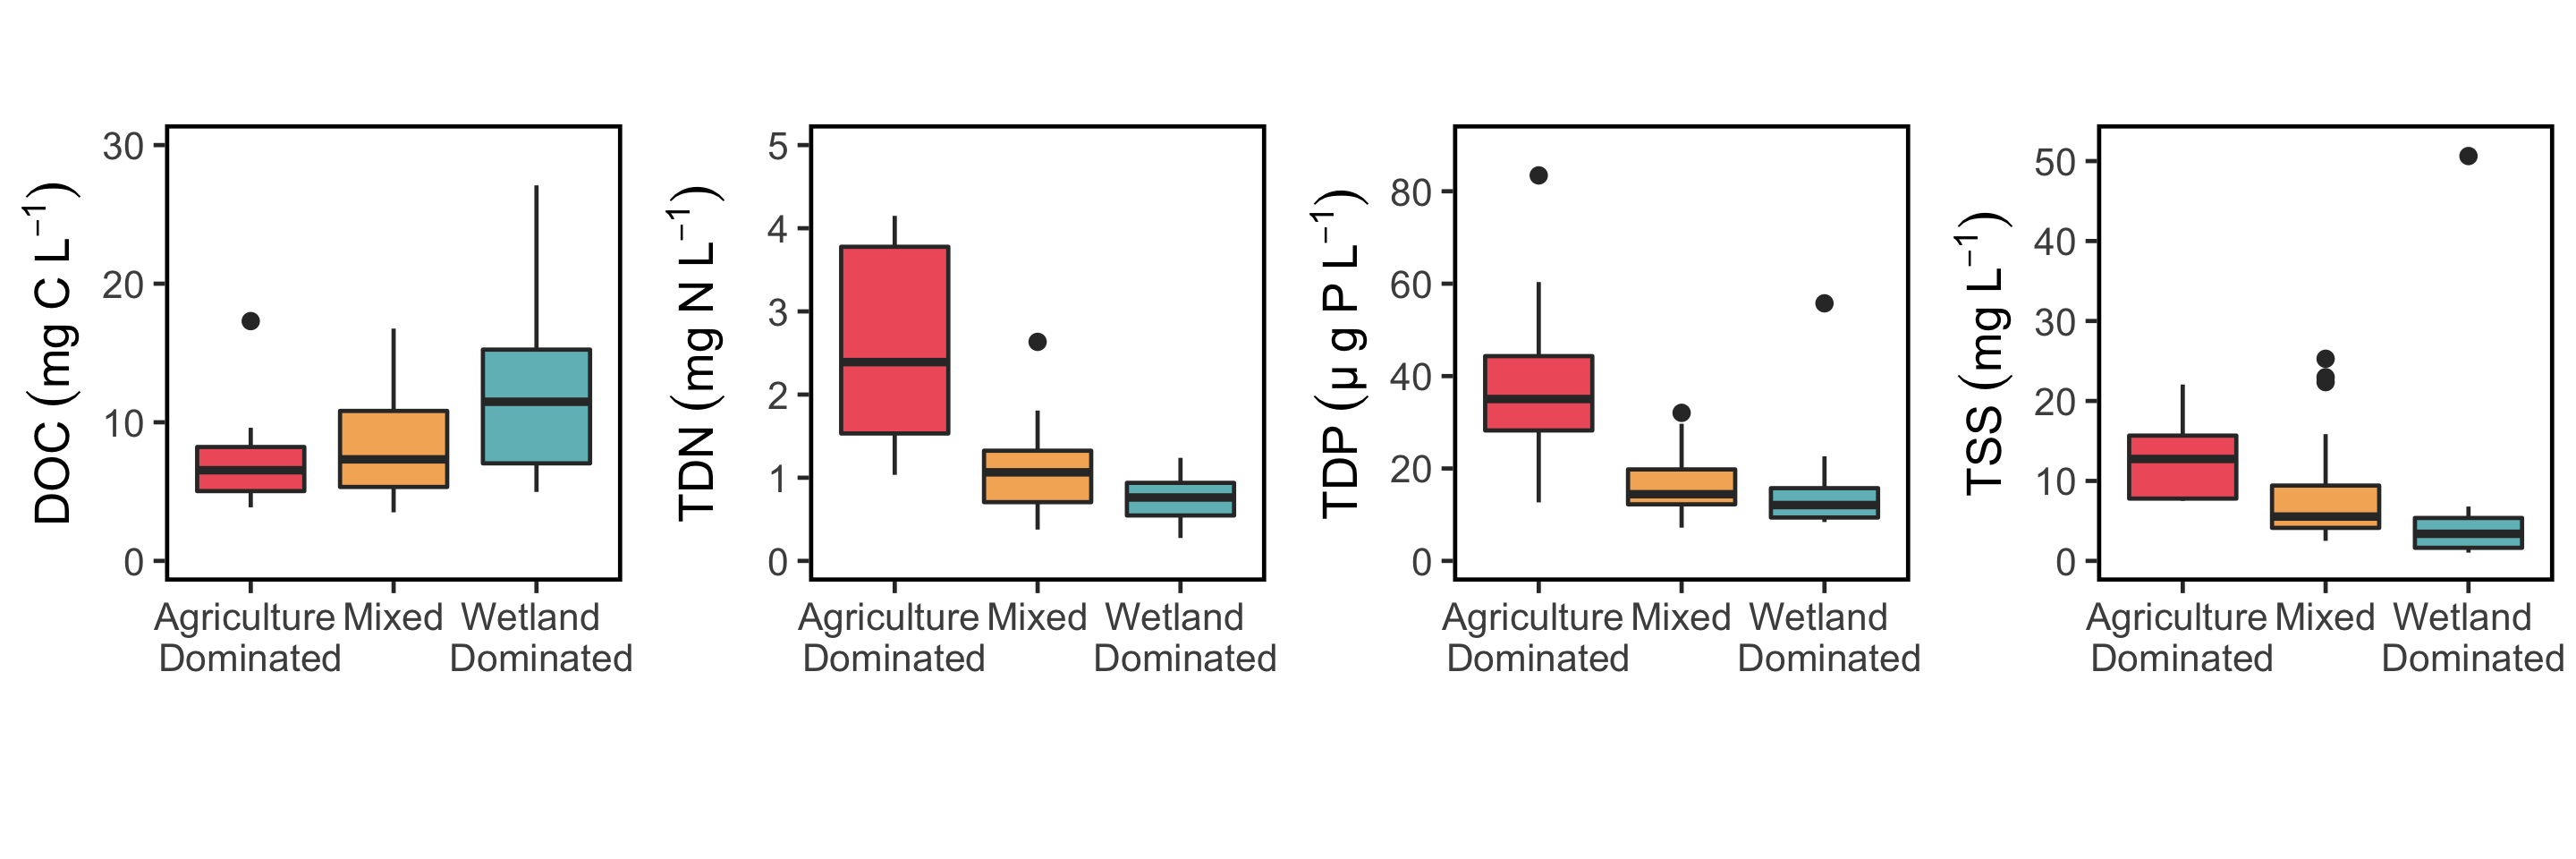 DOC (mg C L⁻¹)
30
20
10
0
Agriculture Mixed Wetland
Dominated Dominated
TDN (mg N L⁻¹)
5
4
3
2
1
0
Agriculture Mixed Wetland
Dominated Dominated
TDP (µ g P L⁻¹)
80
60
40
20
0
Agriculture Mixed Wetland
Dominated Dominated
TSS (mg L⁻¹)
50
40
30
20
10
0
Agriculture Mixed Wetland
Dominated Dominated